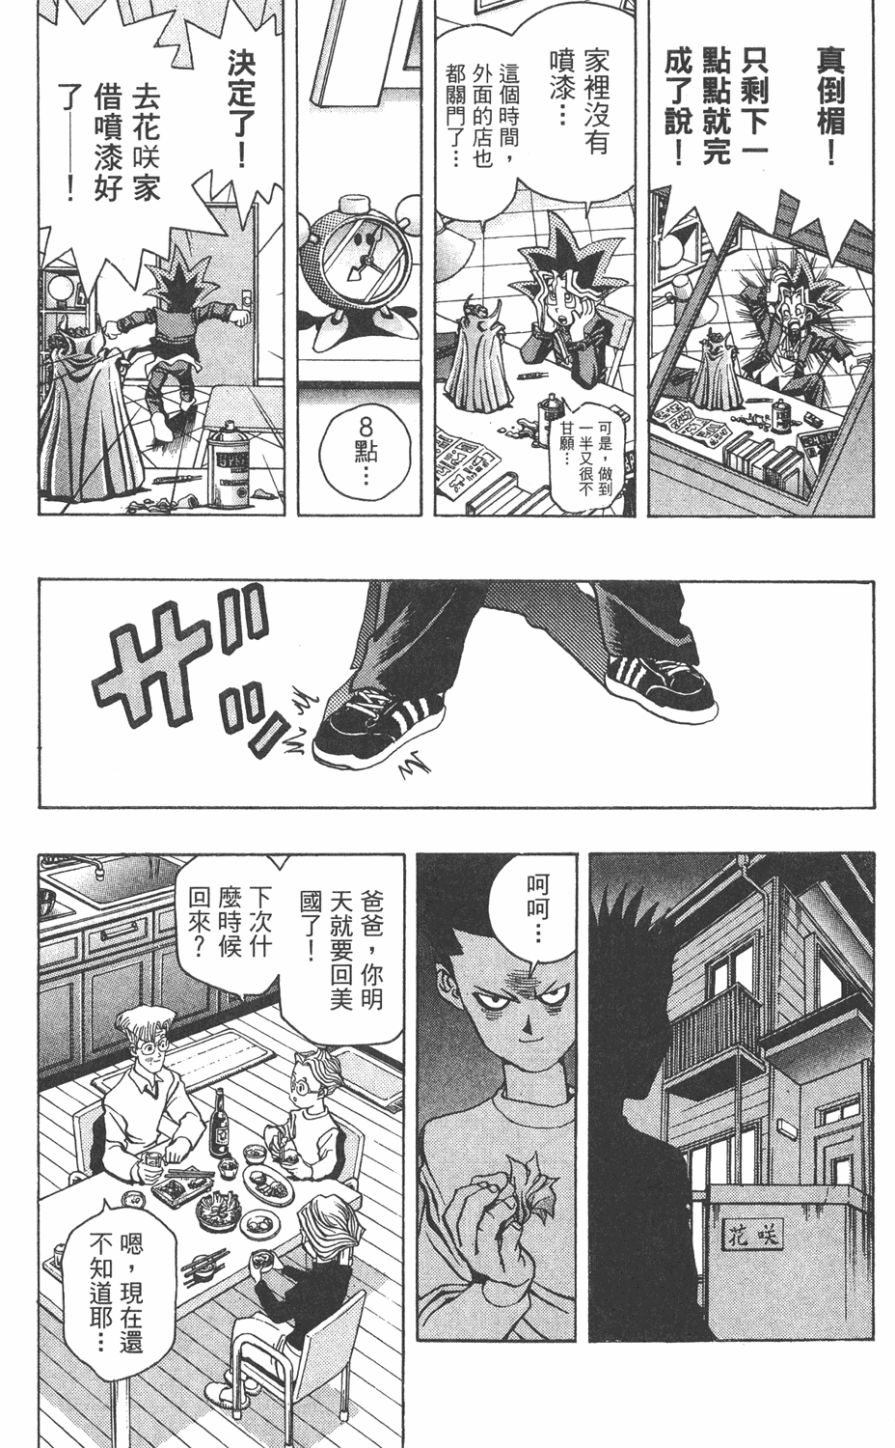 真倒楣！
只剩下一
點點就完
成了說！
家裡沒有
噴漆…
這個時間，
外面的店也
都關門了…
可是，做到
一半又很不
甘願…
8點…
決定了！
去花咲家
借噴漆好
了——！
ザッ
ザッ
花咲
呵呵…
爸爸，你明
天就要回美
國了！
下次什
麼時候
回來？
嗯，現在還
不知道耶…